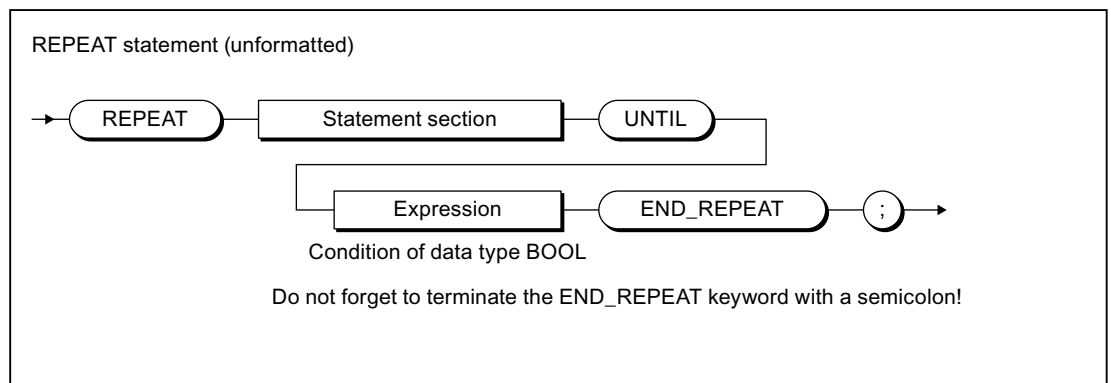 REPEAT statement (unformatted)
REPEAT Statement section UNTIL
Expression END_REPEAT ;
Condition of data type BOOL
Do not forget to terminate the END_REPEAT keyword with a semicolon!